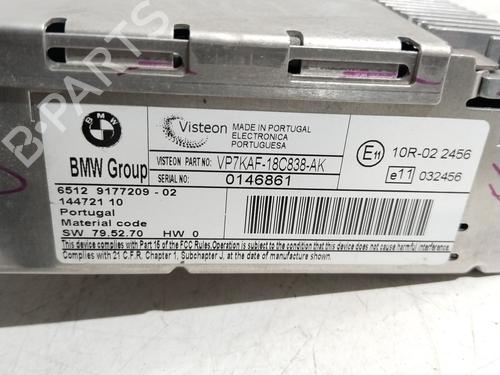 BMW
BMW Group
Visteon
MADE IN PORTUGAL
ELECTRONICA
PORTUGUESA
VISTEON PART NO: VP7KAF-18C838-AK
SERIAL NO: 0146861
E11 10R-02 2456
e11 032456
6512 9177209 - 02
144721 10
Portugal
Material code
SW 79.52.70 HW 0
This device complies with Part 15 of the FCC Rules.Operation is subject to the condition that this device does not cause harmful interference.
Complies with 21 C.F.R. Chapter 1, Subchapter J, at date of manufacture
B-PARTS